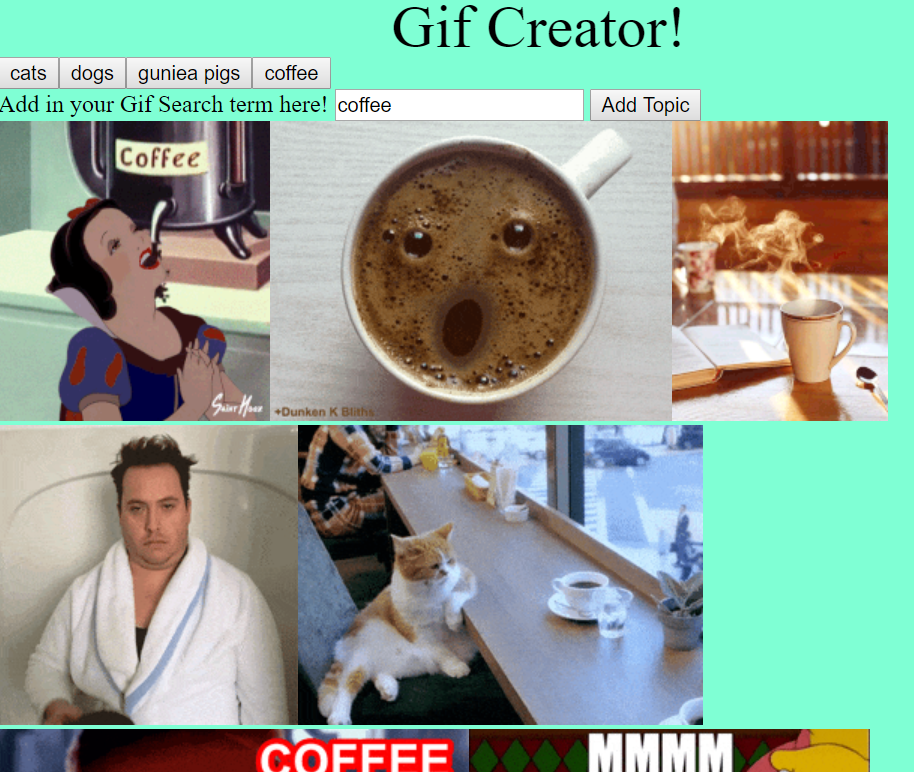 Gif Creator!
cats dogs guniea pigs coffee
Add in your Gif Search term here! coffee Add Topic
Coffee
Saint Hoax
+Dunken K Bliths
COFFEE
MMMM